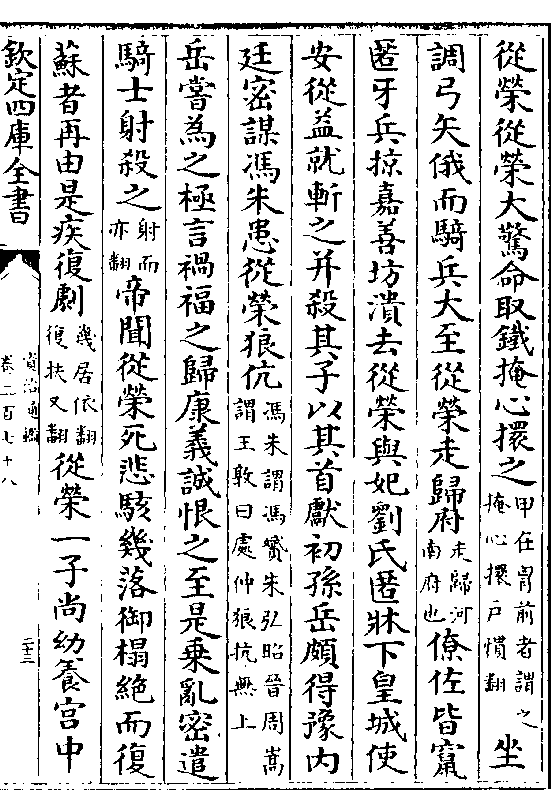 從榮從榮大驚命取鐵掩心擐之甲在胷前者謂之掩心擐戸慣翻坐
調弓矢俄而騎兵大至從榮走歸府走歸河南府也僚佐皆竄
匿牙兵掠嘉善坊潰去從榮與妃劉氏匿牀下皇城使
安從益就斬之并殺其子以其首獻初孫岳頗得豫内
廷密謀馮朱患從榮狼伉馮朱謂馮贇朱弘昭晉周嵩謂王敦曰處仲狼抗無上
岳嘗為之極言禍福之歸康義誠恨之至是乗亂密遣
騎士射殺之射而亦翻帝聞從榮死悲駭幾落御榻絶而復
蘇者再由是疾復劇幾居依翻復扶又翻從榮一子尚幼養宫中
欽定四庫全書
資治通鑑
卷二百七十八
二十三